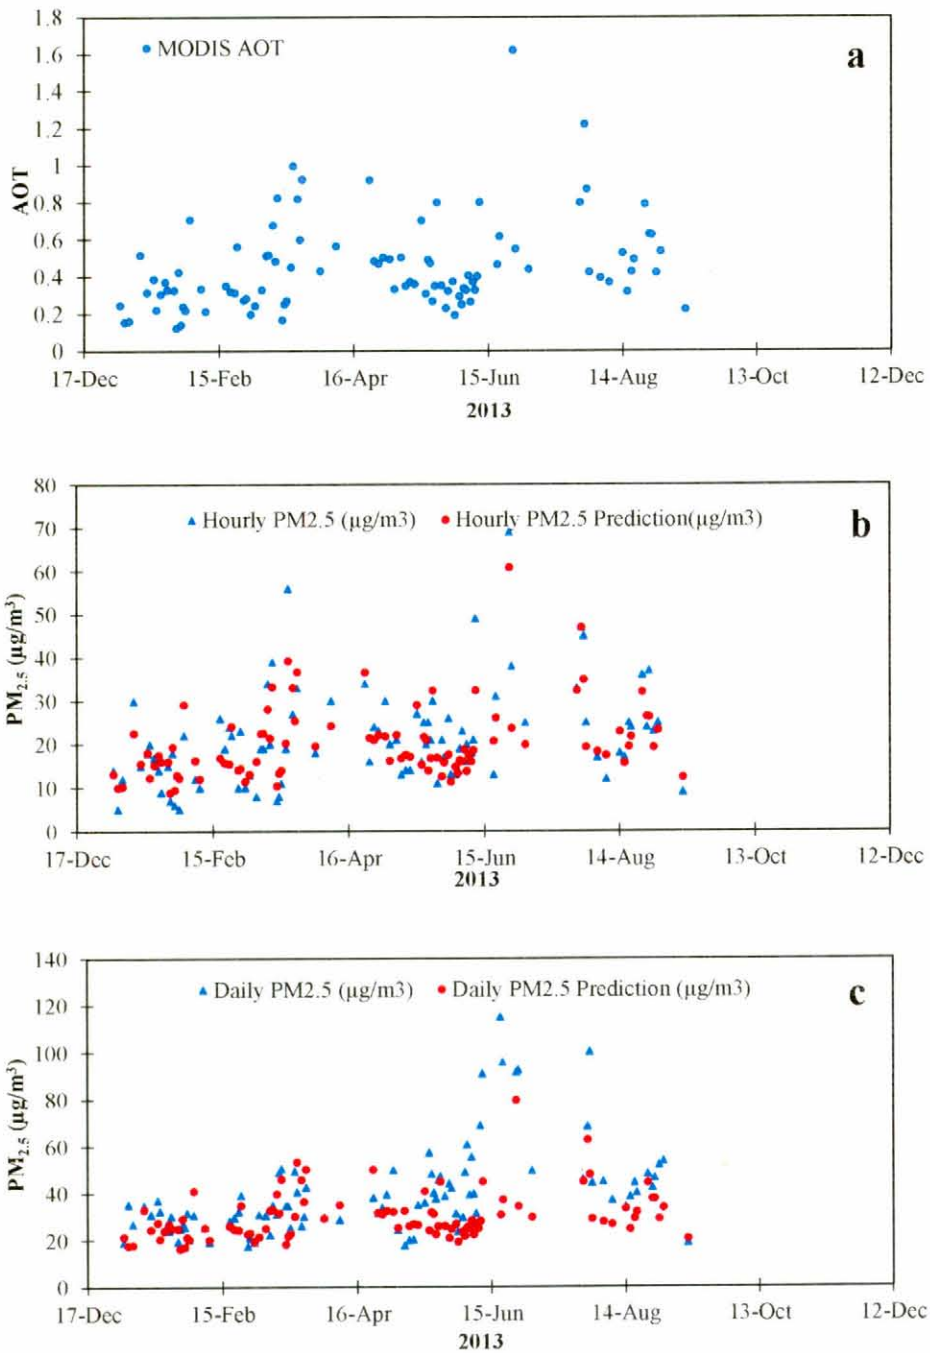 1.8
MODIS AOT
a
1.6
1.4
1.2
1
0.8
0.6
0.4
0.2
0
AOT
17-Dec 15-Feb 16-Apr 15-Jun 14-Aug 13-Oct 12-Dec
2013
80
Hourly PM2.5 (µg/m3) Hourly PM2.5 Prediction(µg/m3)
b
70
60
50
40
30
20
10
0
PM2.5 (µg/m³)
17-Dec 15-Feb 16-Apr 15-Jun 14-Aug 13-Oct 12-Dec
2013
140
Daily PM2.5 (µg/m3) Daily PM2.5 Prediction (µg/m3)
c
120
100
80
60
40
20
0
PM2.5 (µg/m³)
17-Dec 15-Feb 16-Apr 15-Jun 14-Aug 13-Oct 12-Dec
2013